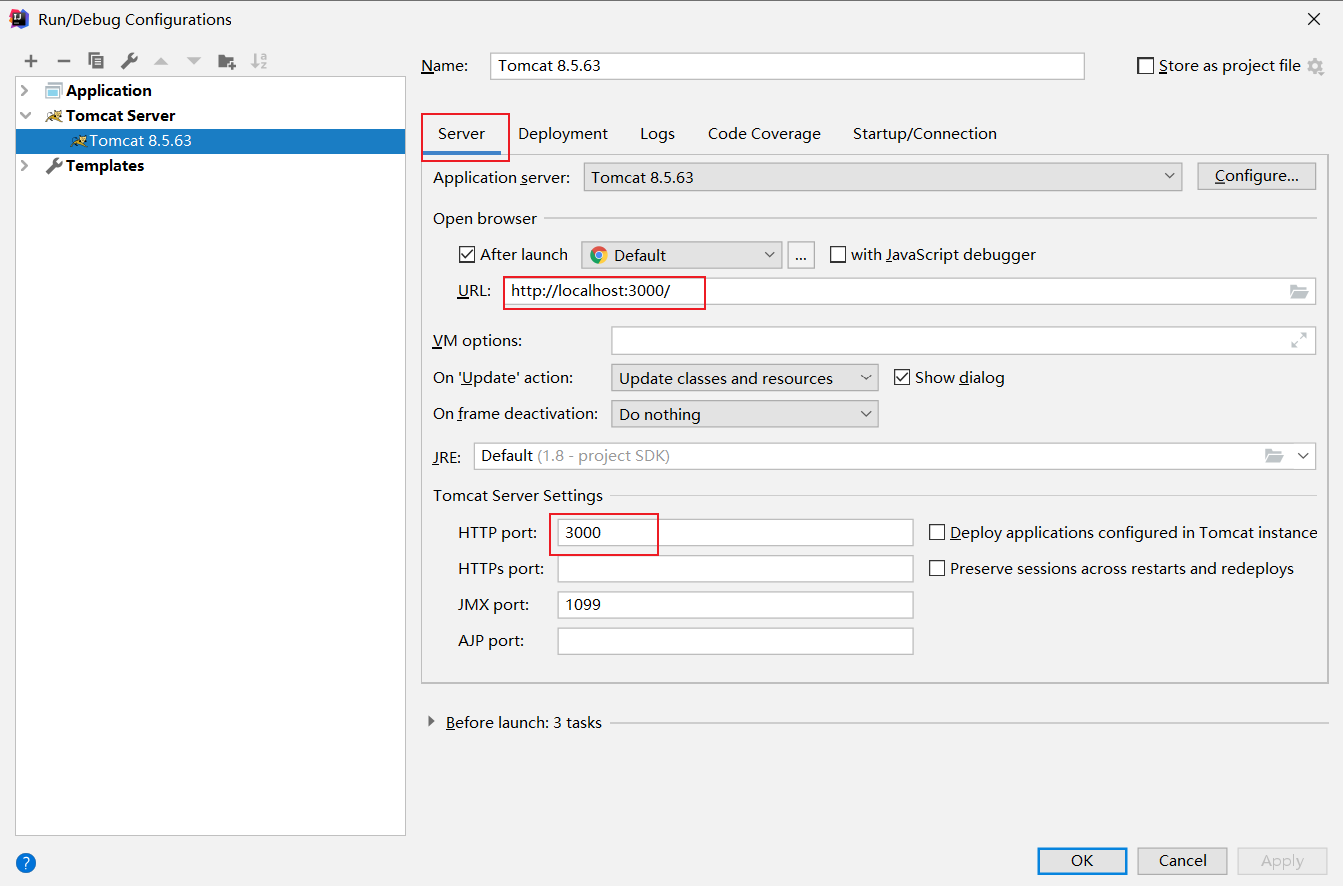 Run/Debug Configurations
Name: Tomcat 8.5.63 Store as project file
Application
Tomcat Server
Tomcat 8.5.63
Templates
Server Deployment Logs Code Coverage Startup/Connection
Application server: Tomcat 8.5.63 Configure...
Open browser
After launch Default ... with JavaScript debugger
URL: http://localhost:3000/
VM options:
On 'Update' action: Update classes and resources Show dialog
On frame deactivation: Do nothing
JRE: Default (1.8 - project SDK)
Tomcat Server Settings
HTTP port: 3000 Deploy applications configured in Tomcat instance
HTTPs port: Preserve sessions across restarts and redeploys
JMX port: 1099
AJP port:
Before launch: 3 tasks
? OK Cancel Apply